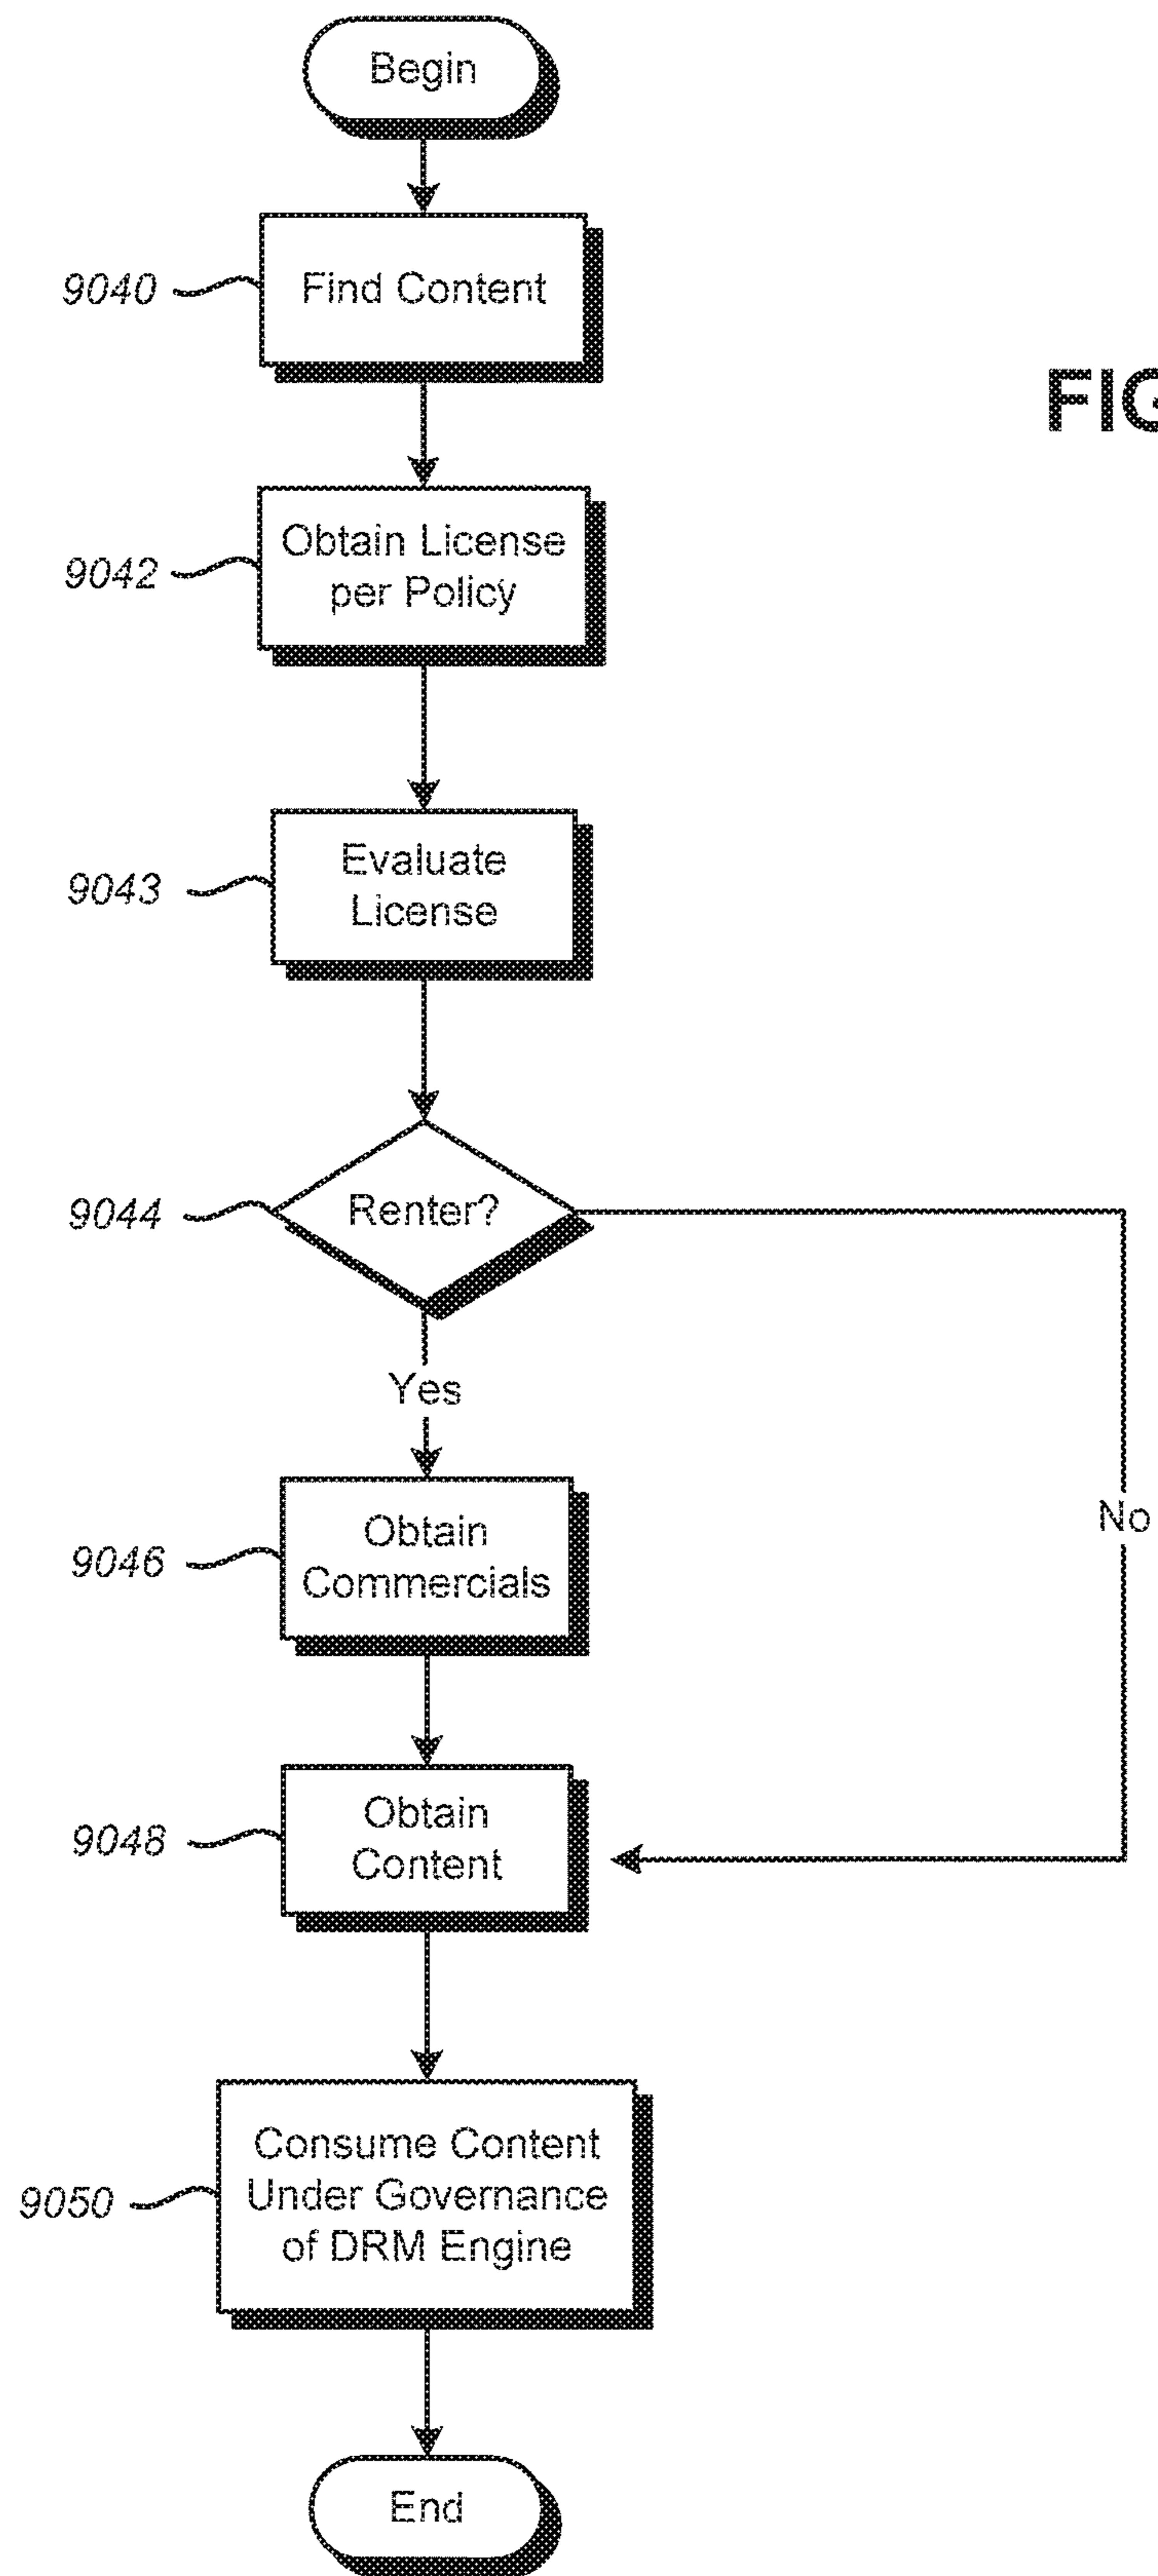 Begin
9040
Find Content
FIG
9042
Obtain License
per Policy
9043
Evaluate
License
9044
Renter?
Yes
No
9046
Obtain
Commercials
9048
Obtain
Content
9050
Consume Content
Under Governance
of DRM Engine
End